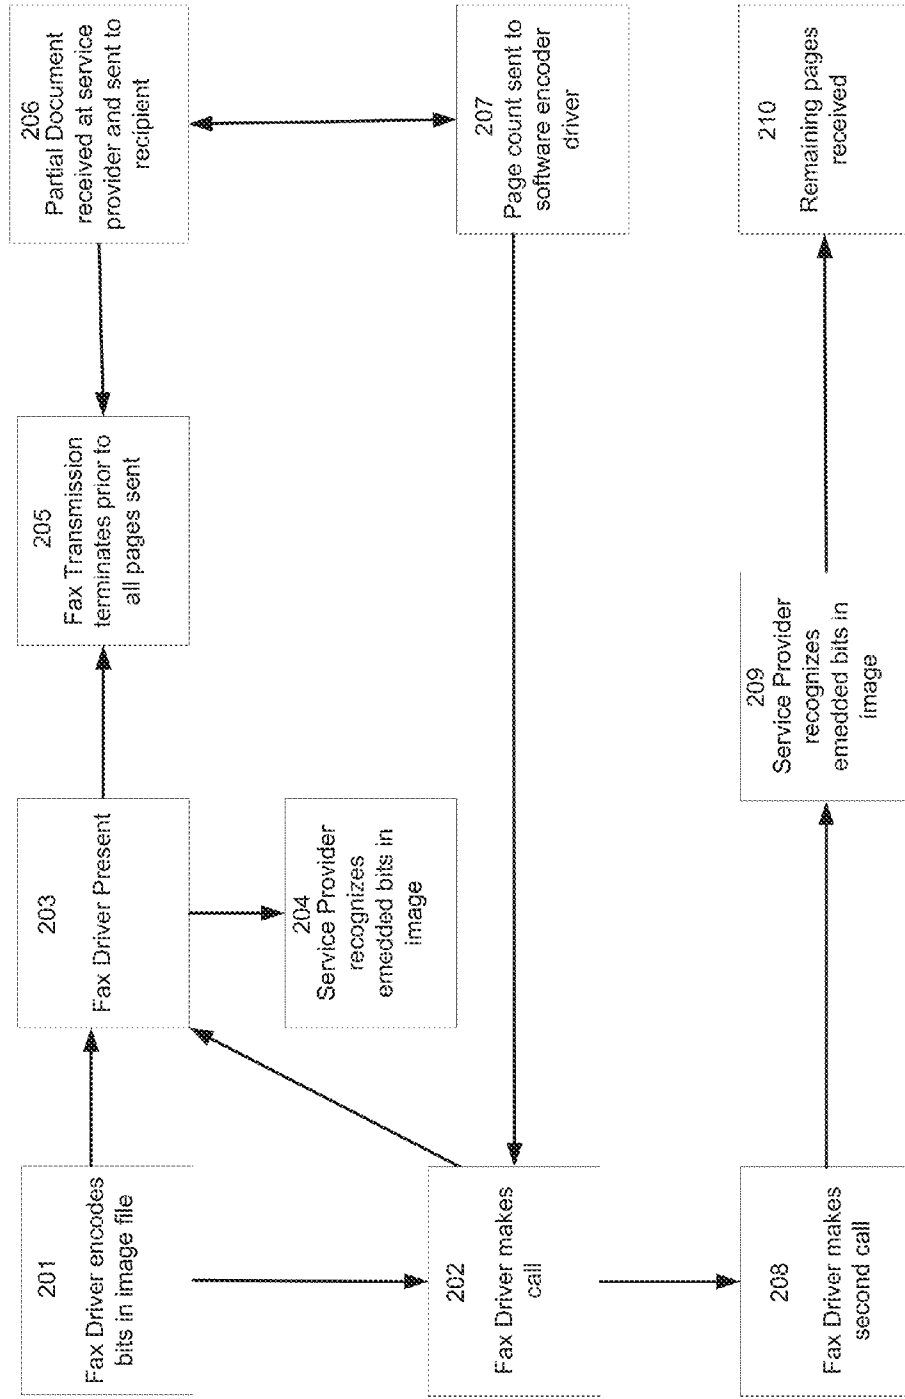 201
Fax Driver encodes
bits in image file
203
Fax Driver Present
205
Fax Transmission
terminates prior to
all pages sent
206
Partial Document
received at service
provider and sent to
recipient
204
Service Provider
recognizes
emedded bits in
image
202
Fax Driver makes
call
207
Page count sent to
software encoder
driver
208
Fax Driver makes
second call
209
Service Provider
recognizes
emedded bits in
image
210
Remaining pages
received